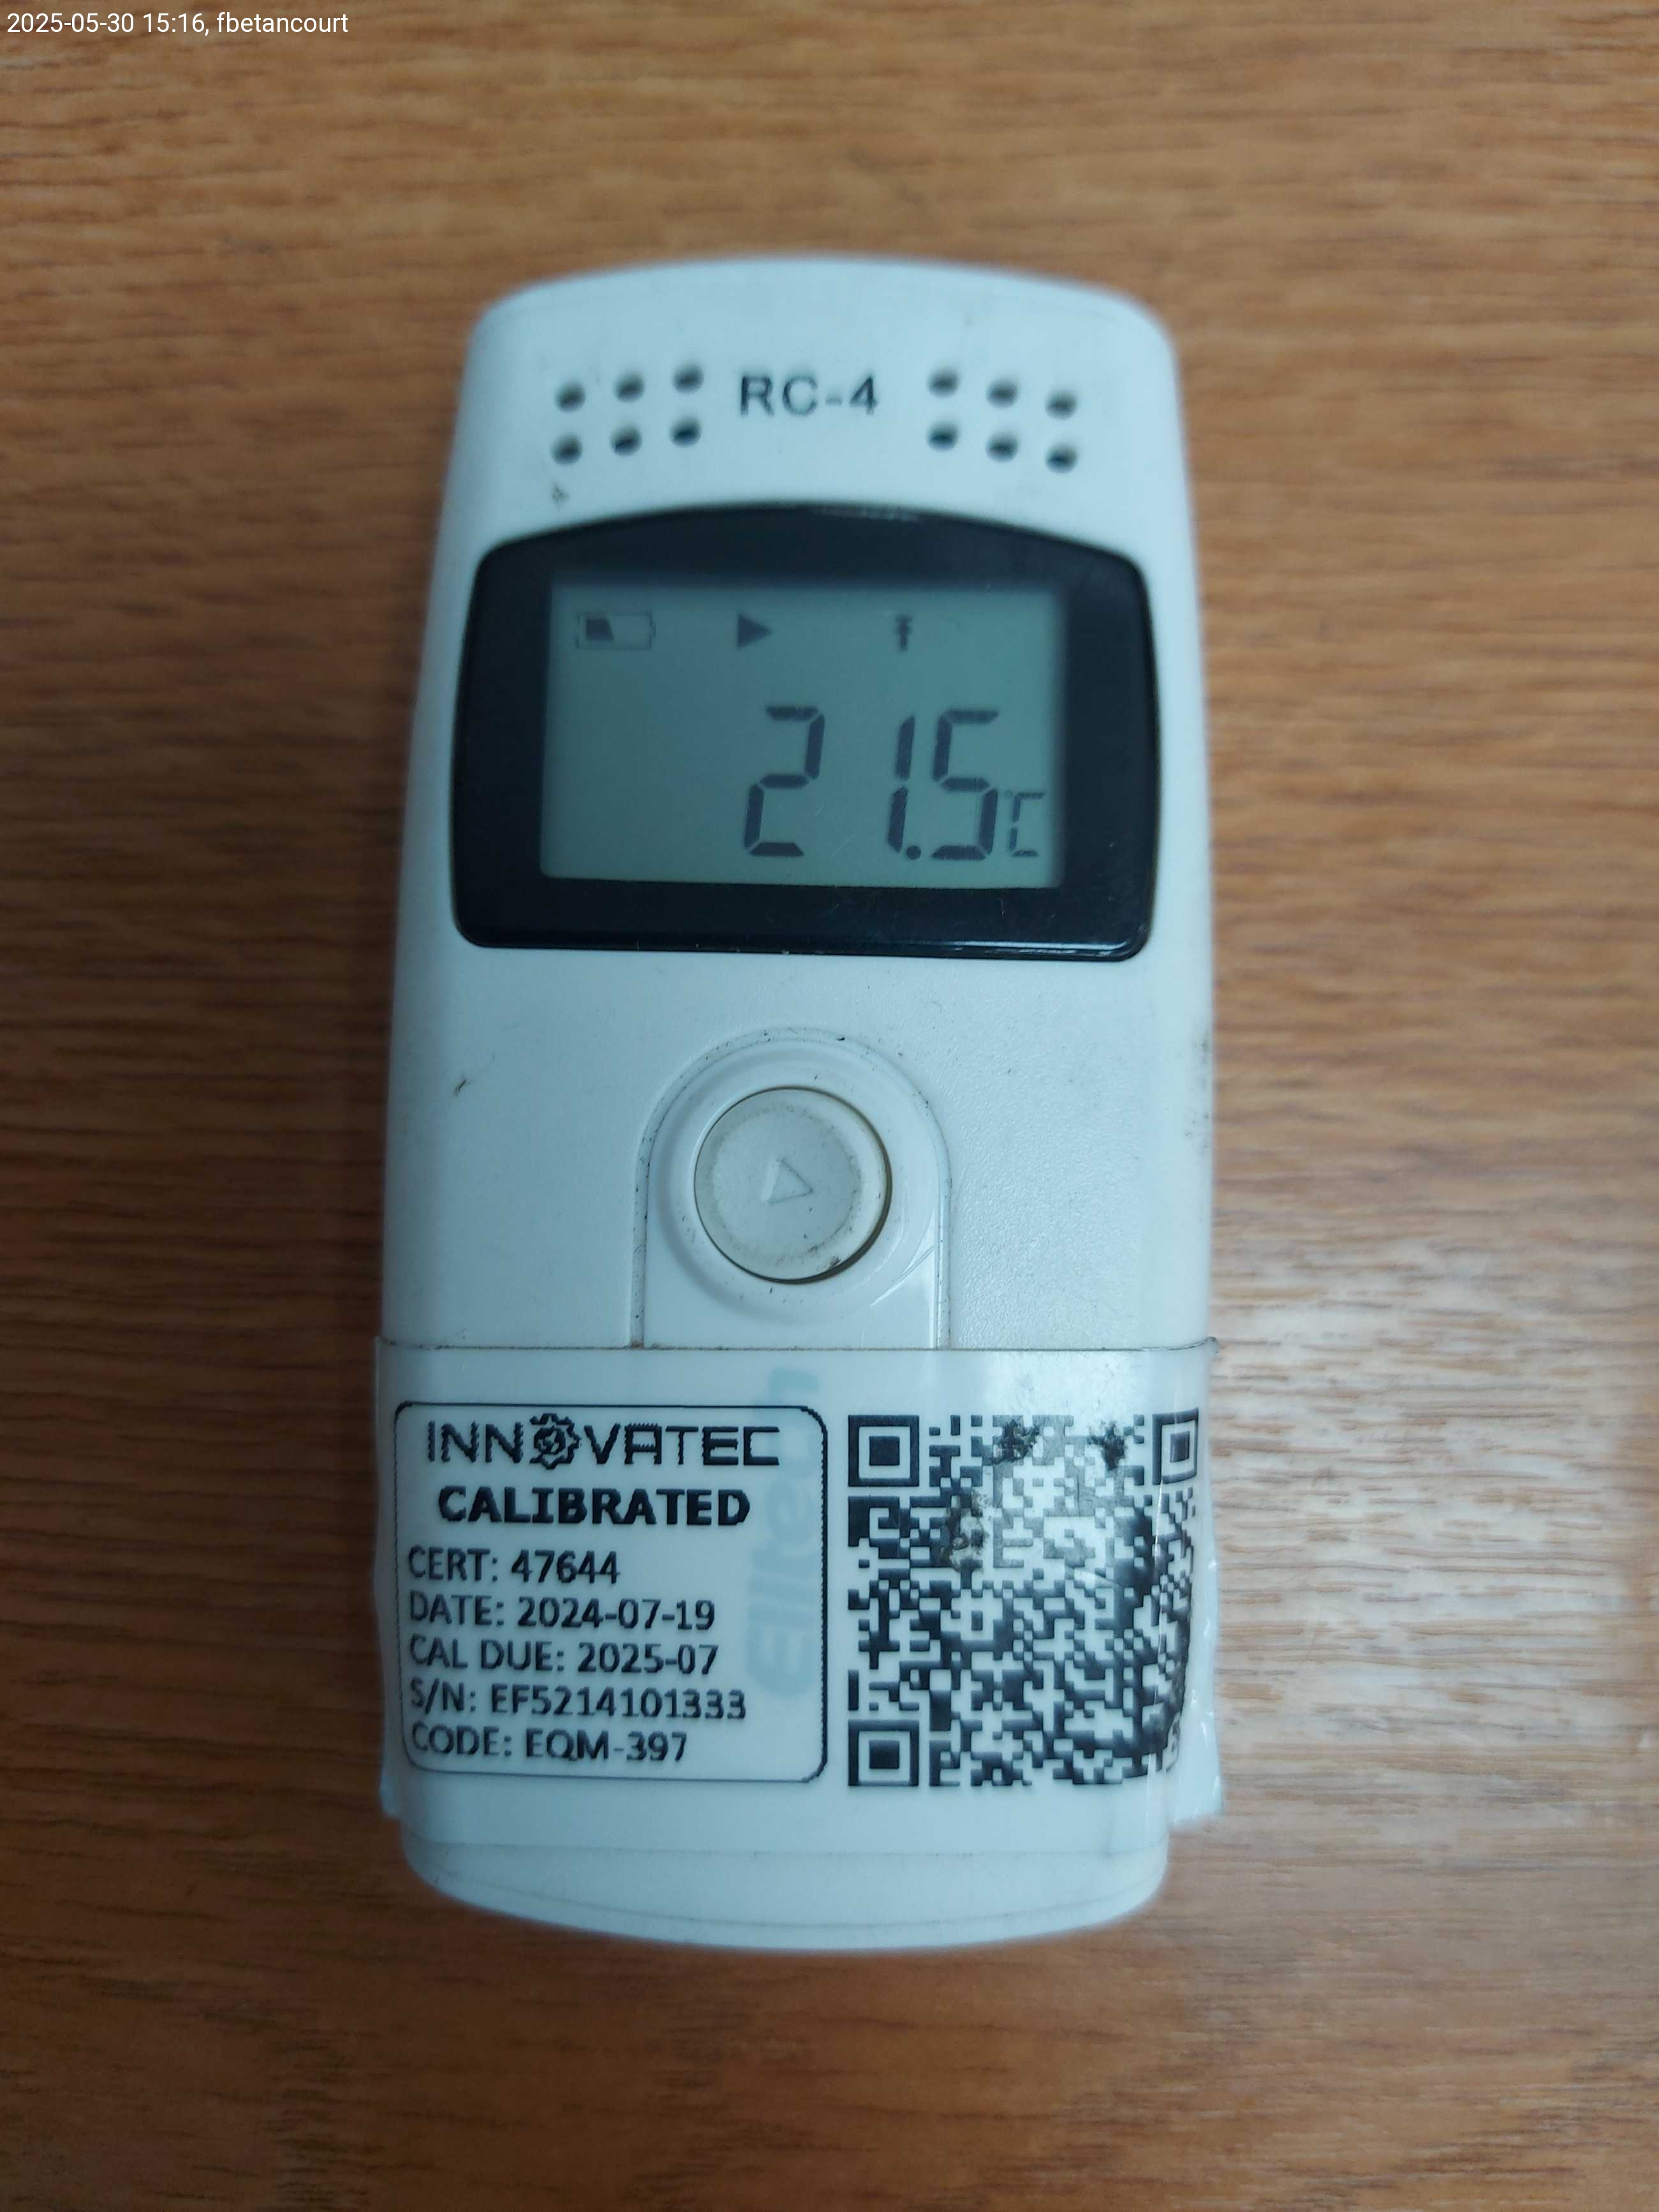 2025-05-30 15:16, fbetancourt
RC-4
21.5°C
INNOVATEC
CALIBRATED
CERT: 47644
DATE: 2024-07-19
CAL DUE: 2025-07
S/N: EF5214101333
CODE: EQM-397
Elitech